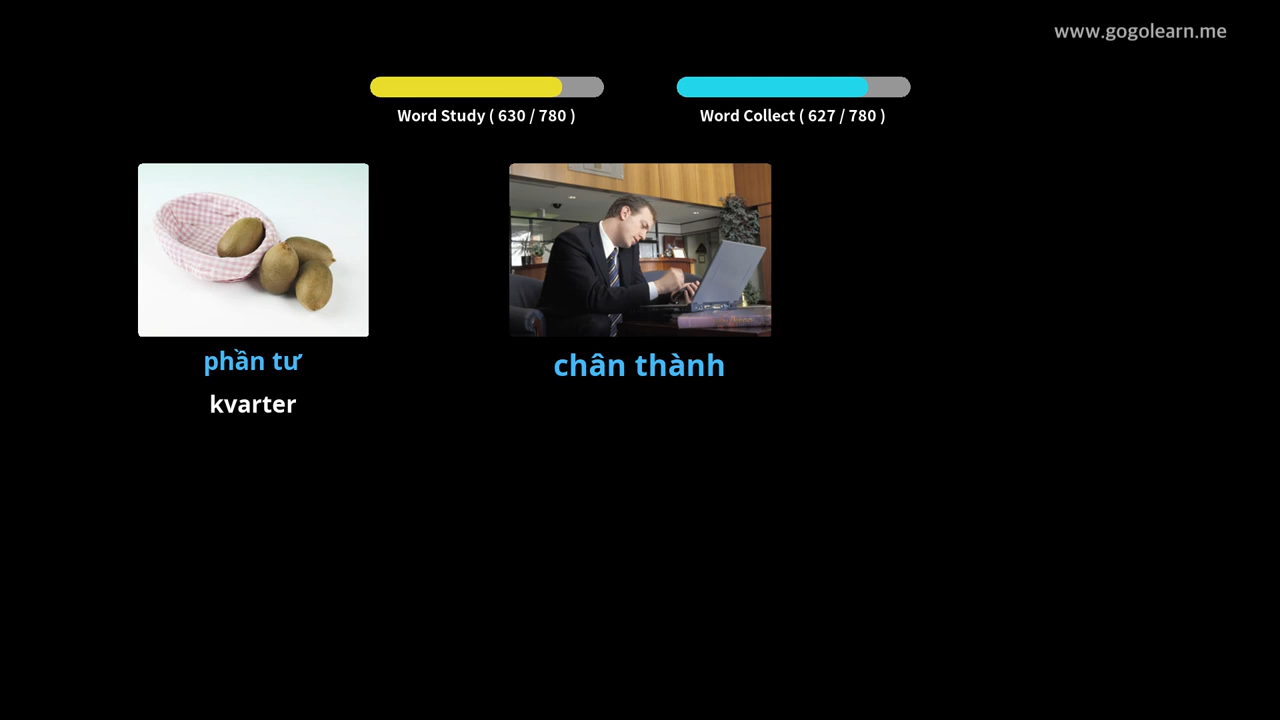 www.gogolearn.me
Word Study ( 630 / 780 )
Word Collect ( 627 / 780 )
phần tư
kvarter
chân thành